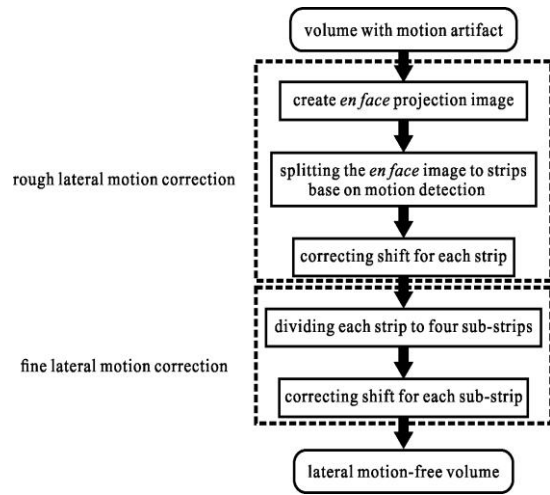 volume with motion artifact
create en face projection image
rough lateral motion correction
splitting the en face image to strips
base on motion detection
correcting shift for each strip
dividing each strip to four sub-strips
fine lateral motion correction
correcting shift for each sub-strip
lateral motion-free volume